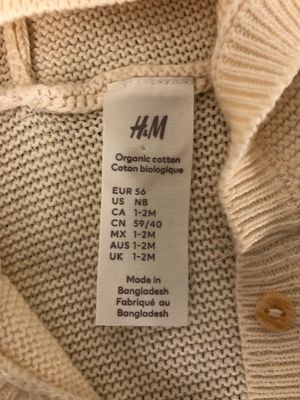 H&M
Organic cotton
Coton biologique
EUR 56
US NB
CA 1-2M
CN 59/40
MX 1-2M
AUS 1-2M
UK 1-2M
Made in
Bangladesh
Fabriqué au
Bangladesh